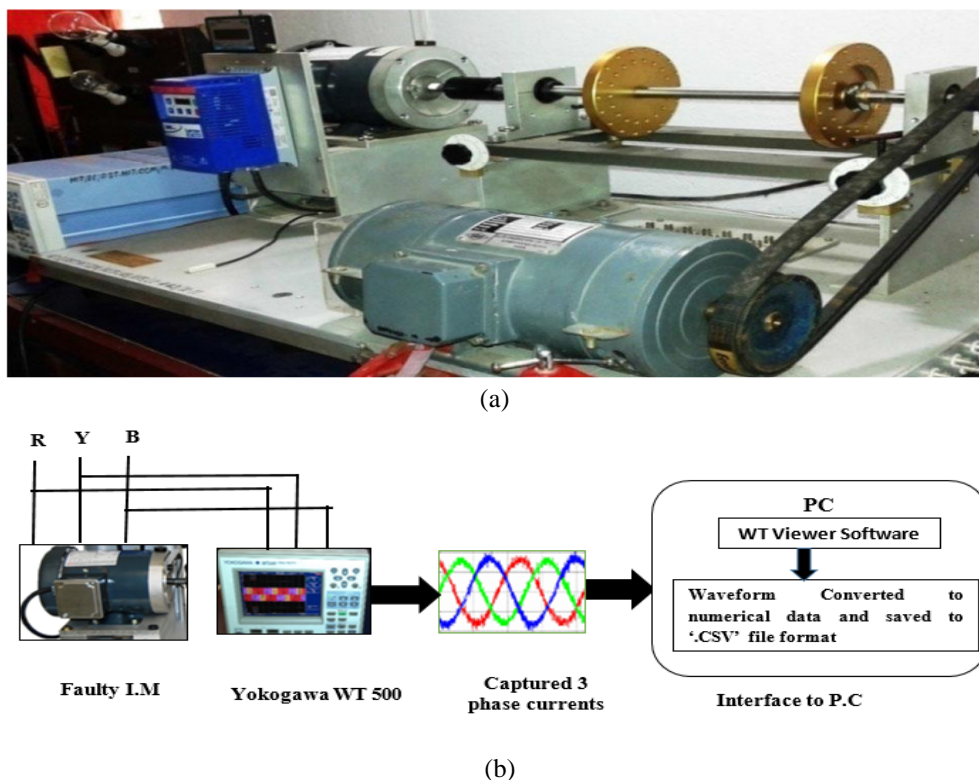 (a)
R Y B
PC
WT Viewer Software
Waveform Converted to
numerical data and saved to
‘.CSV’ file format
YOKOGAWA
Faulty I.M
Yokogawa WT 500
Captured 3
phase currents
Interface to P.C
(b)